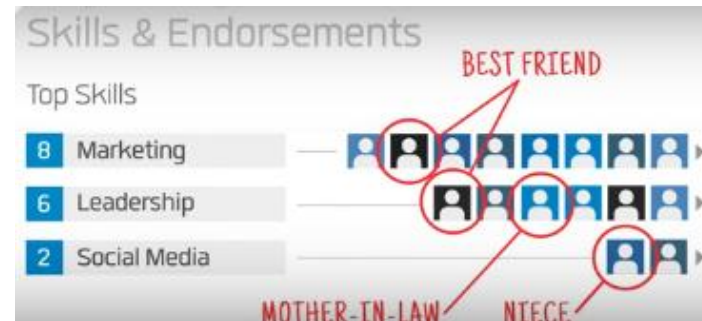 Skills & Endorsements
BEST FRIEND
Top Skills
8 Marketing
6 Leadership
2 Social Media
MOTHER-IN-LAW NIECE